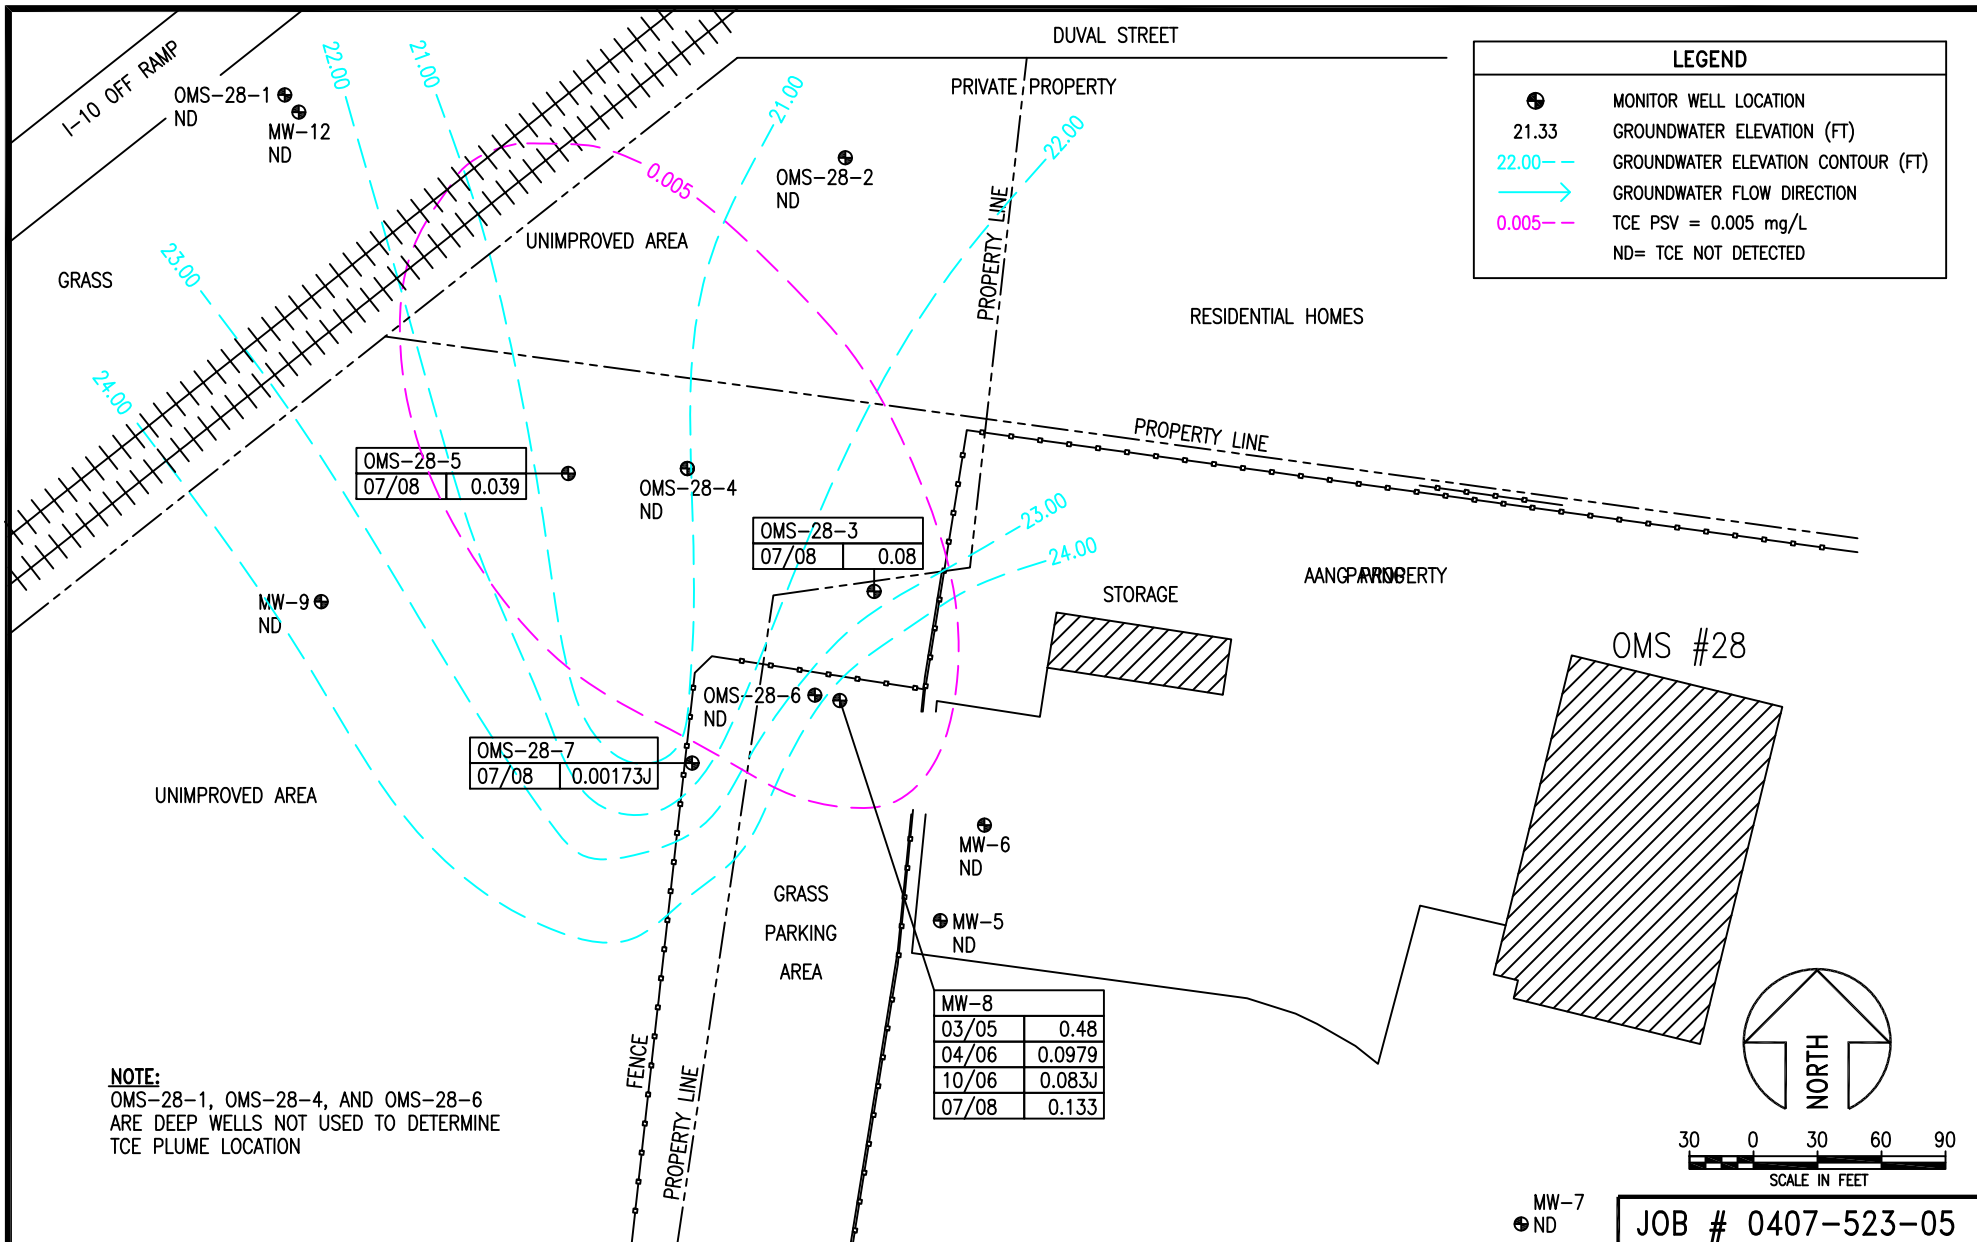 DUVAL STREET
I-10 OFF RAMP
22.00
21.00
21.00
22.00
PRIVATE PROPERTY
OMS-28-1
ND
MW-12
ND
0.005
OMS-28-2
ND
PROPERTY LINE
UNIMPROVED AREA
GRASS
23.00
24.00
RESIDENTIAL HOMES
LEGEND
MONITOR WELL LOCATION
21.33 GROUNDWATER ELEVATION (FT)
22.00-- GROUNDWATER ELEVATION CONTOUR (FT)
GROUNDWATER FLOW DIRECTION
0.005-- TCE PSV = 0.005 mg/L
ND= TCE NOT DETECTED
PROPERTY LINE
OMS-28-5
07/08 0.039
OMS-28-4
ND
OMS-28-3
07/08 0.08
23.00
24.00
STORAGE
PROPERTY
MW-9
ND
OMS #28
OMS-28-6
ND
OMS-28-7
07/08 0.00173J
UNIMPROVED AREA
MW-6
ND
MW-5
ND
GRASS
PARKING
AREA
MW-8
03/05 0.48
04/06 0.0979
10/06 0.083J
07/08 0.133
FENCE
PROPERTY LINE
NOTE:
OMS-28-1, OMS-28-4, AND OMS-28-6
ARE DEEP WELLS NOT USED TO DETERMINE
TCE PLUME LOCATION
NORTH
30 0 30 60 90
SCALE IN FEET
MW-7
ND
JOB # 0407-523-05